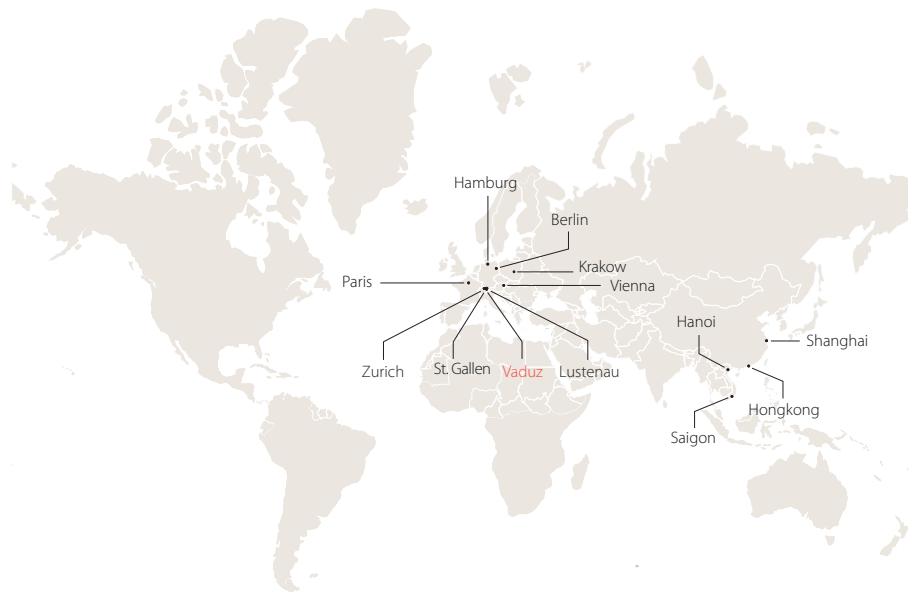 Hamburg
Berlin
Krakow
Paris
Vienna
Hanoi
Shanghai
Zurich
St. Gallen
Vaduz
Lustenau
Hongkong
Saigon